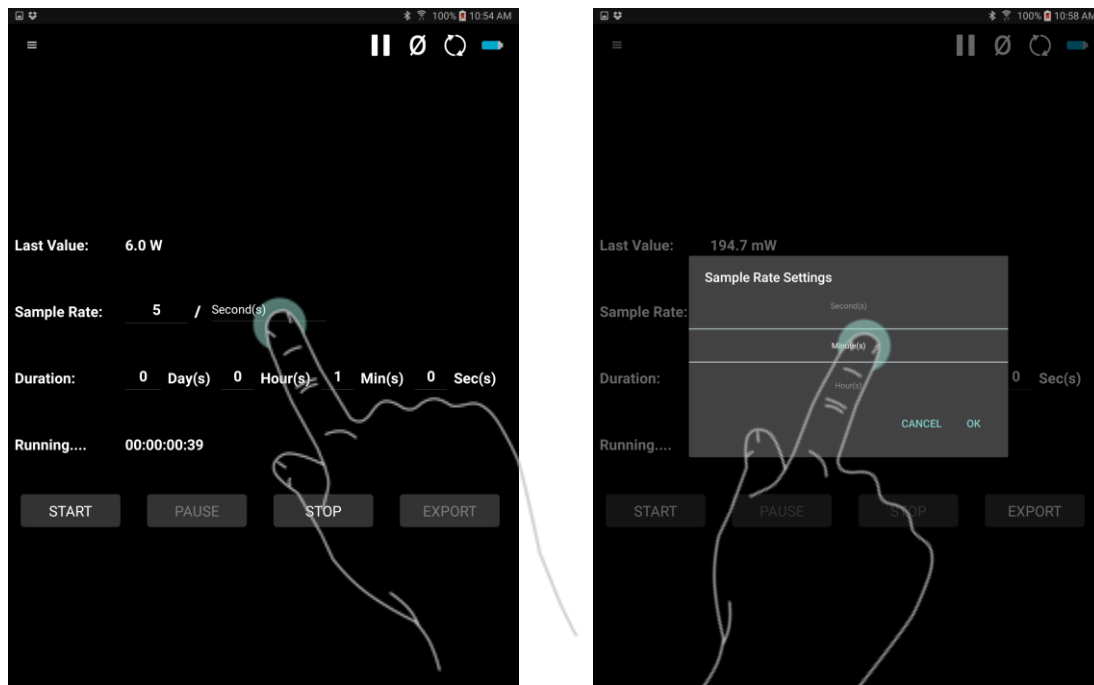 100% 10:54 AM
Last Value: 6.0 W
Sample Rate: 5 / Second(s)
Duration: 0 Day(s) 0 Hour(s) 1 Min(s) 0 Sec(s)
Running.... 00:00:00:39
START PAUSE STOP EXPORT
100% 10:58 AM
Last Value: 194.7 mW
Sample Rate Settings
Second(s)
Sample Rate:
Minute(s)
Duration: 0 Sec(s)
Hour(s)
CANCEL OK
Running....
START PAUSE STOP EXPORT